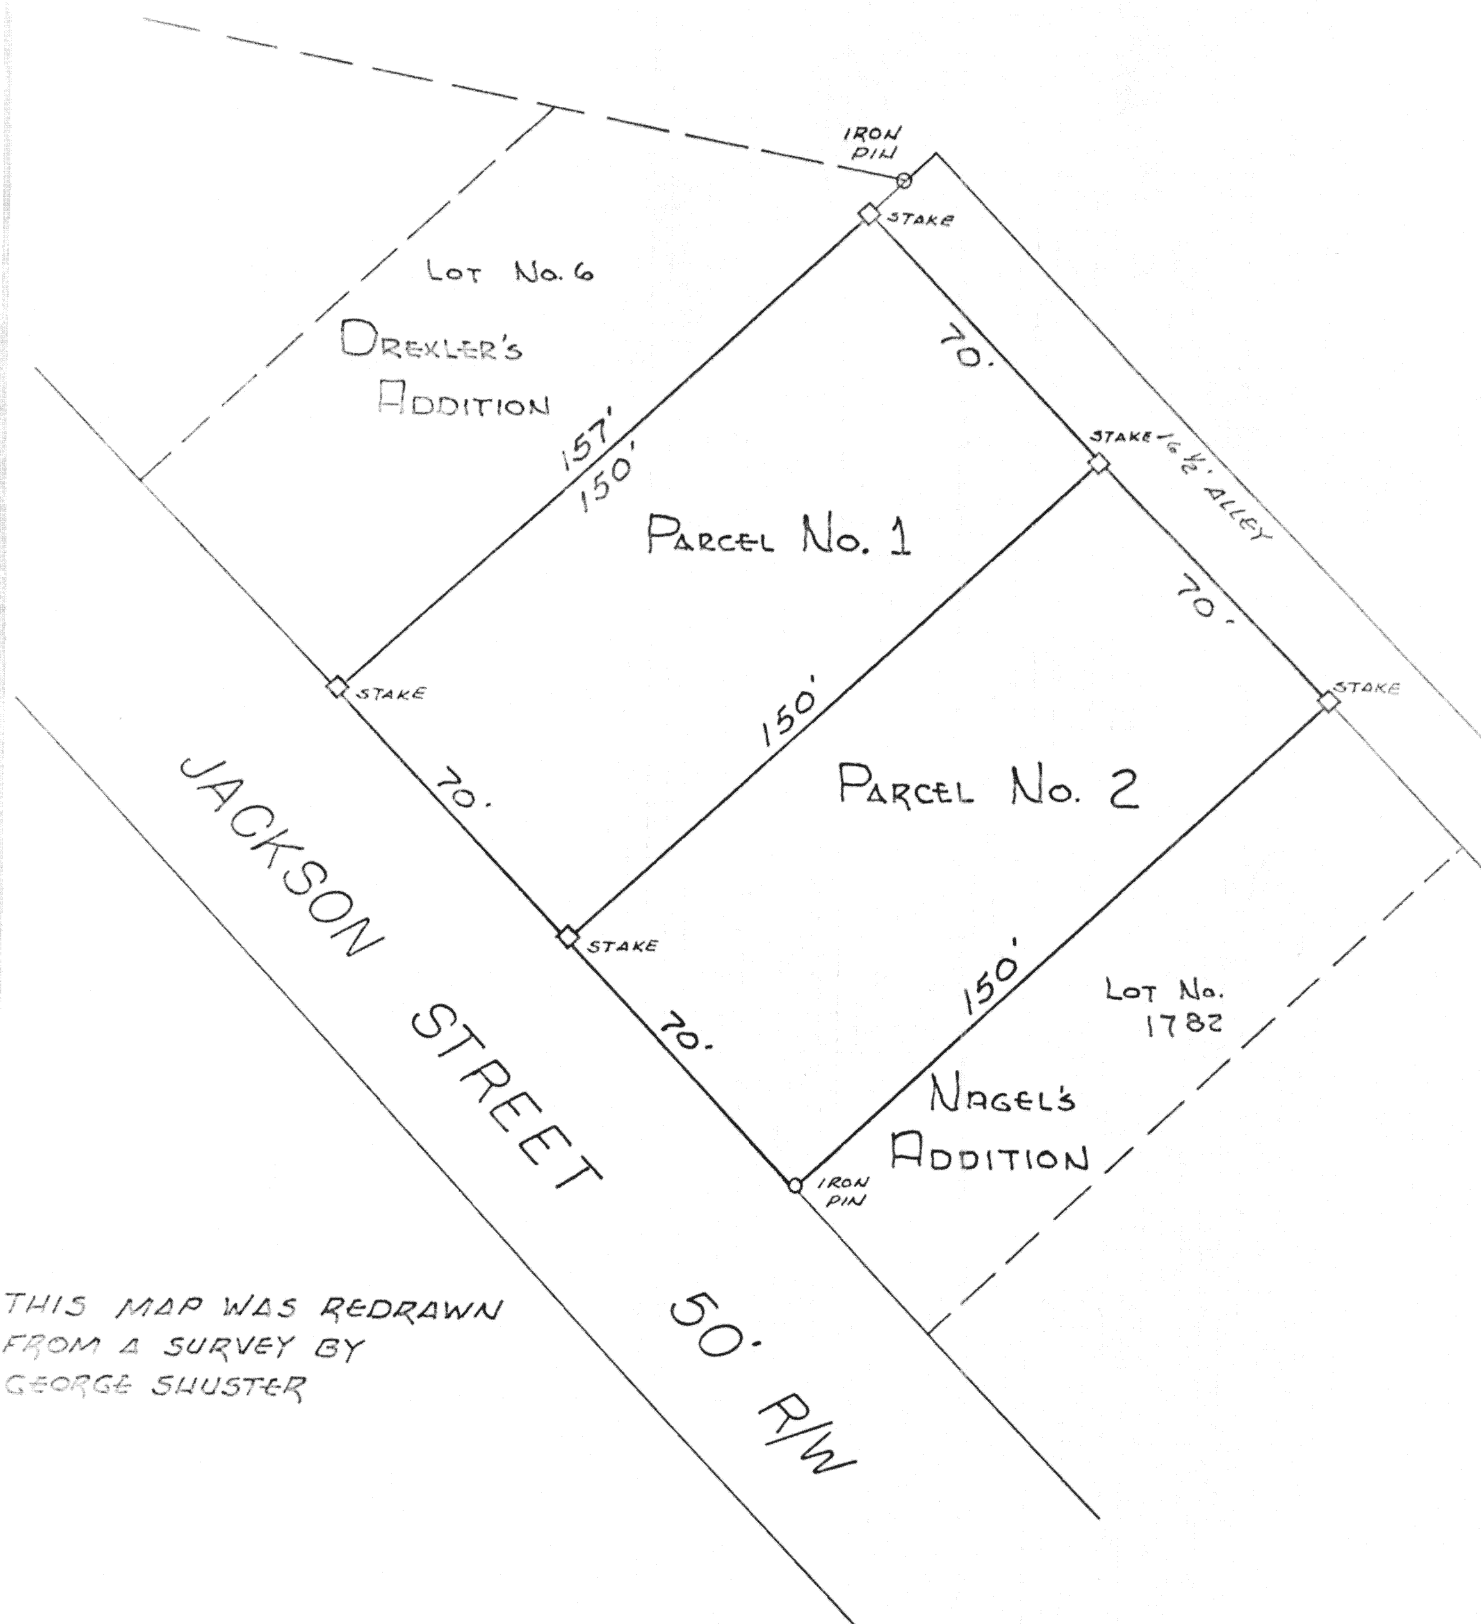 IRON
PIN
STAKE
LOT No. 6
DREXLER'S
ADDITION
70'
157'
150'
STAKE
16 ½' ALLEY
PARCEL No. 1
70'
STAKE
STAKE
150'
70'
PARCEL No. 2
JACKSON STREET 50' R/W
STAKE
150'
LOT No.
1782
70'
NAGEL'S
ADDITION
IRON
PIN
THIS MAP WAS REDRAWN
FROM A SURVEY BY
GEORGE SHUSTER